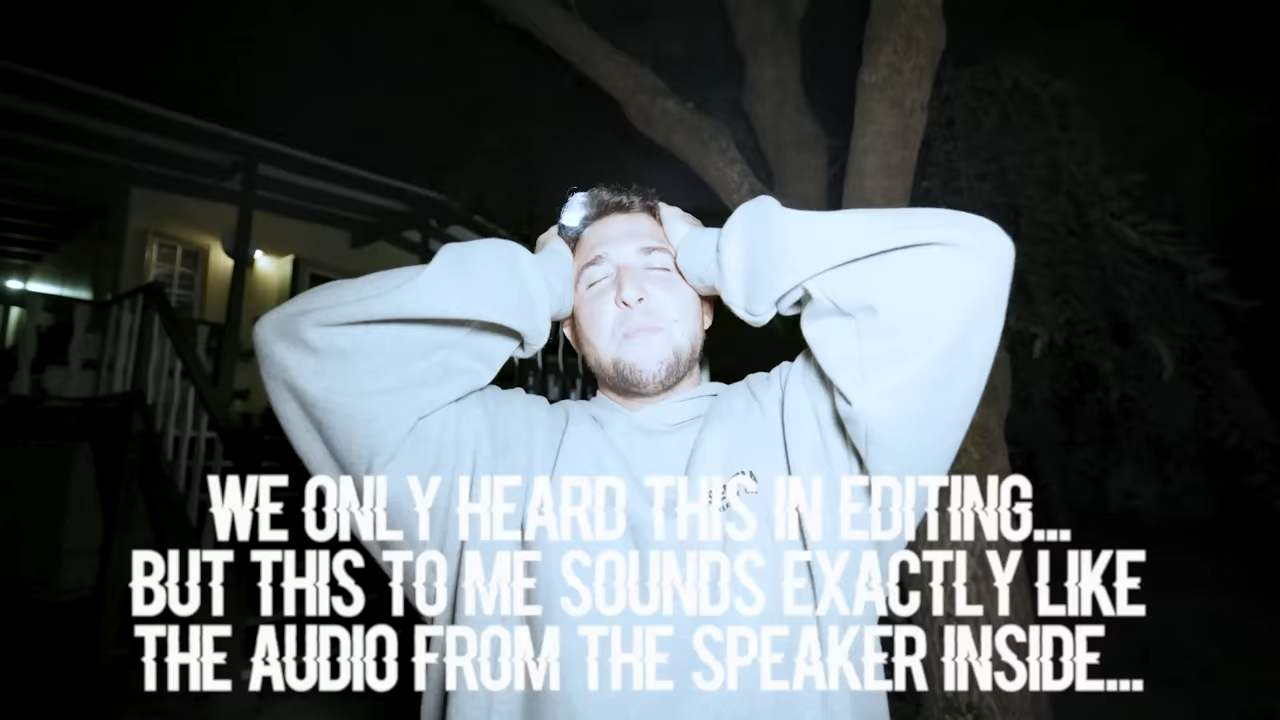 WE ONLY HEARD THIS IN EDITING...
BUT THIS TO ME SOUNDS EXACTLY LIKE
THE AUDIO FROM THE SPEAKER INSIDE...